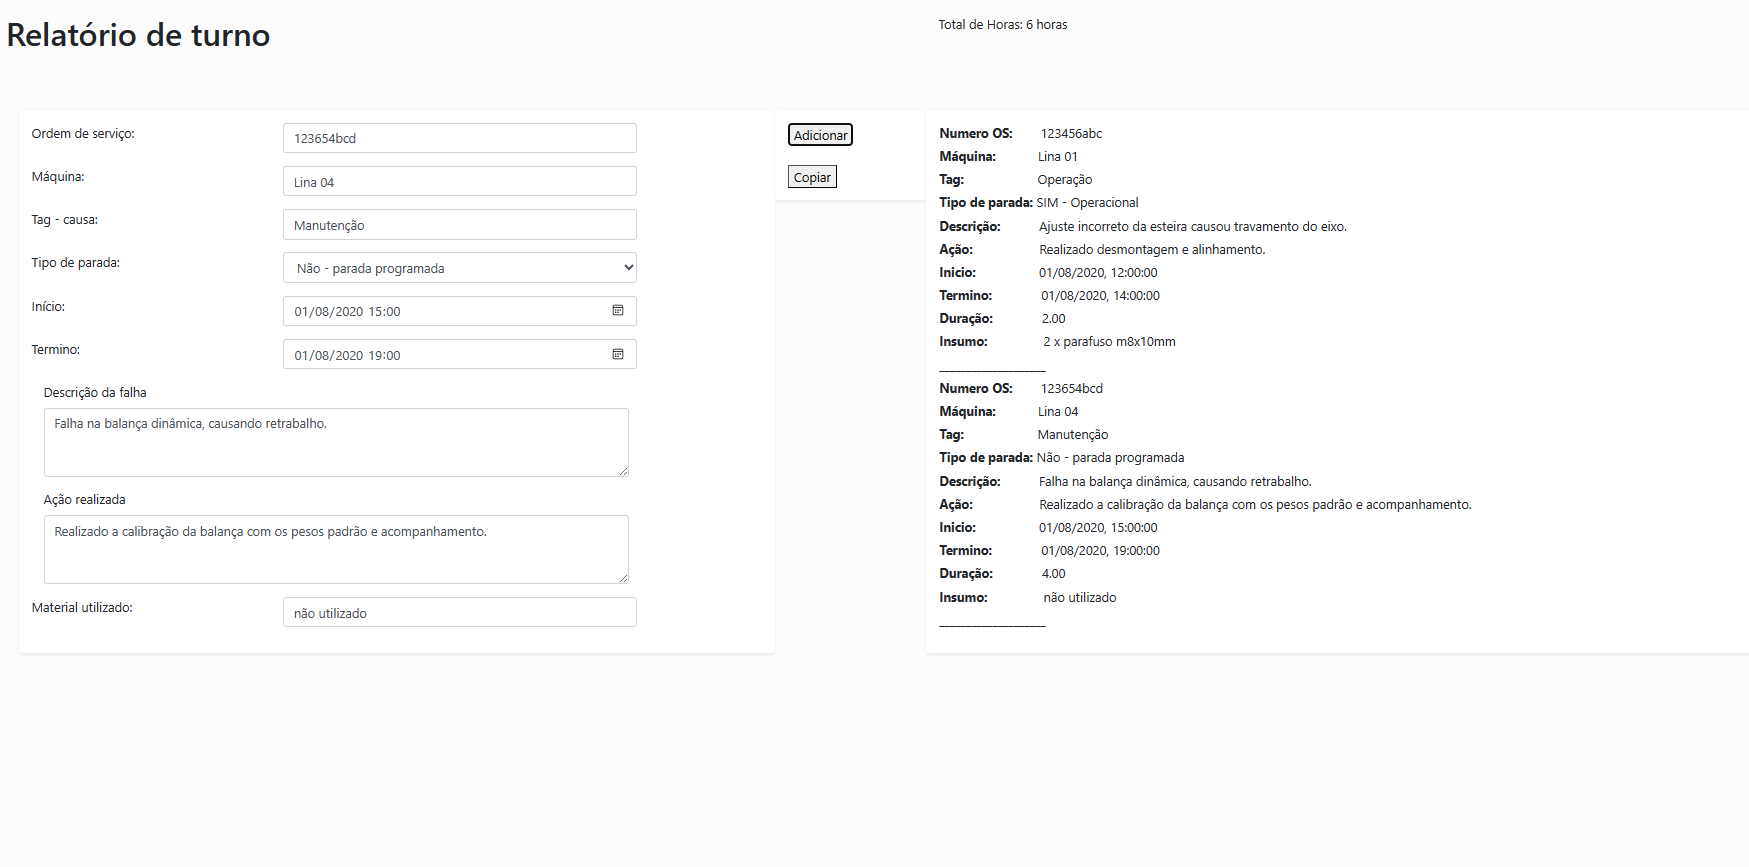 Relatório de turno
Total de Horas: 6 horas
Ordem de serviço: 123654bcd
Máquina: Lina 04
Tag - causa: Manutenção
Tipo de parada: Não - parada programada
Início: 01/08/2020 15:00
Termino: 01/08/2020 19:00
Descrição da falha
Falha na balança dinâmica, causando retrabalho.
Ação realizada
Realizado a calibração da balança com os pesos padrão e acompanhamento.
Material utilizado: não utilizado
Adicionar
Copiar
Numero OS: 123456abc
Máquina: Lina 01
Tag: Operação
Tipo de parada: SIM - Operacional
Descrição: Ajuste incorreto da esteira causou travamento do eixo.
Ação: Realizado desmontagem e alinhamento.
Inicio: 01/08/2020, 12:00:00
Termino: 01/08/2020, 14:00:00
Duração: 2.00
Insumo: 2 x parafuso m8x10mm
____________________
Numero OS: 123654bcd
Máquina: Lina 04
Tag: Manutenção
Tipo de parada: Não - parada programada
Descrição: Falha na balança dinâmica, causando retrabalho.
Ação: Realizado a calibração da balança com os pesos padrão e acompanhamento.
Inicio: 01/08/2020, 15:00:00
Termino: 01/08/2020, 19:00:00
Duração: 4.00
Insumo: não utilizado
____________________